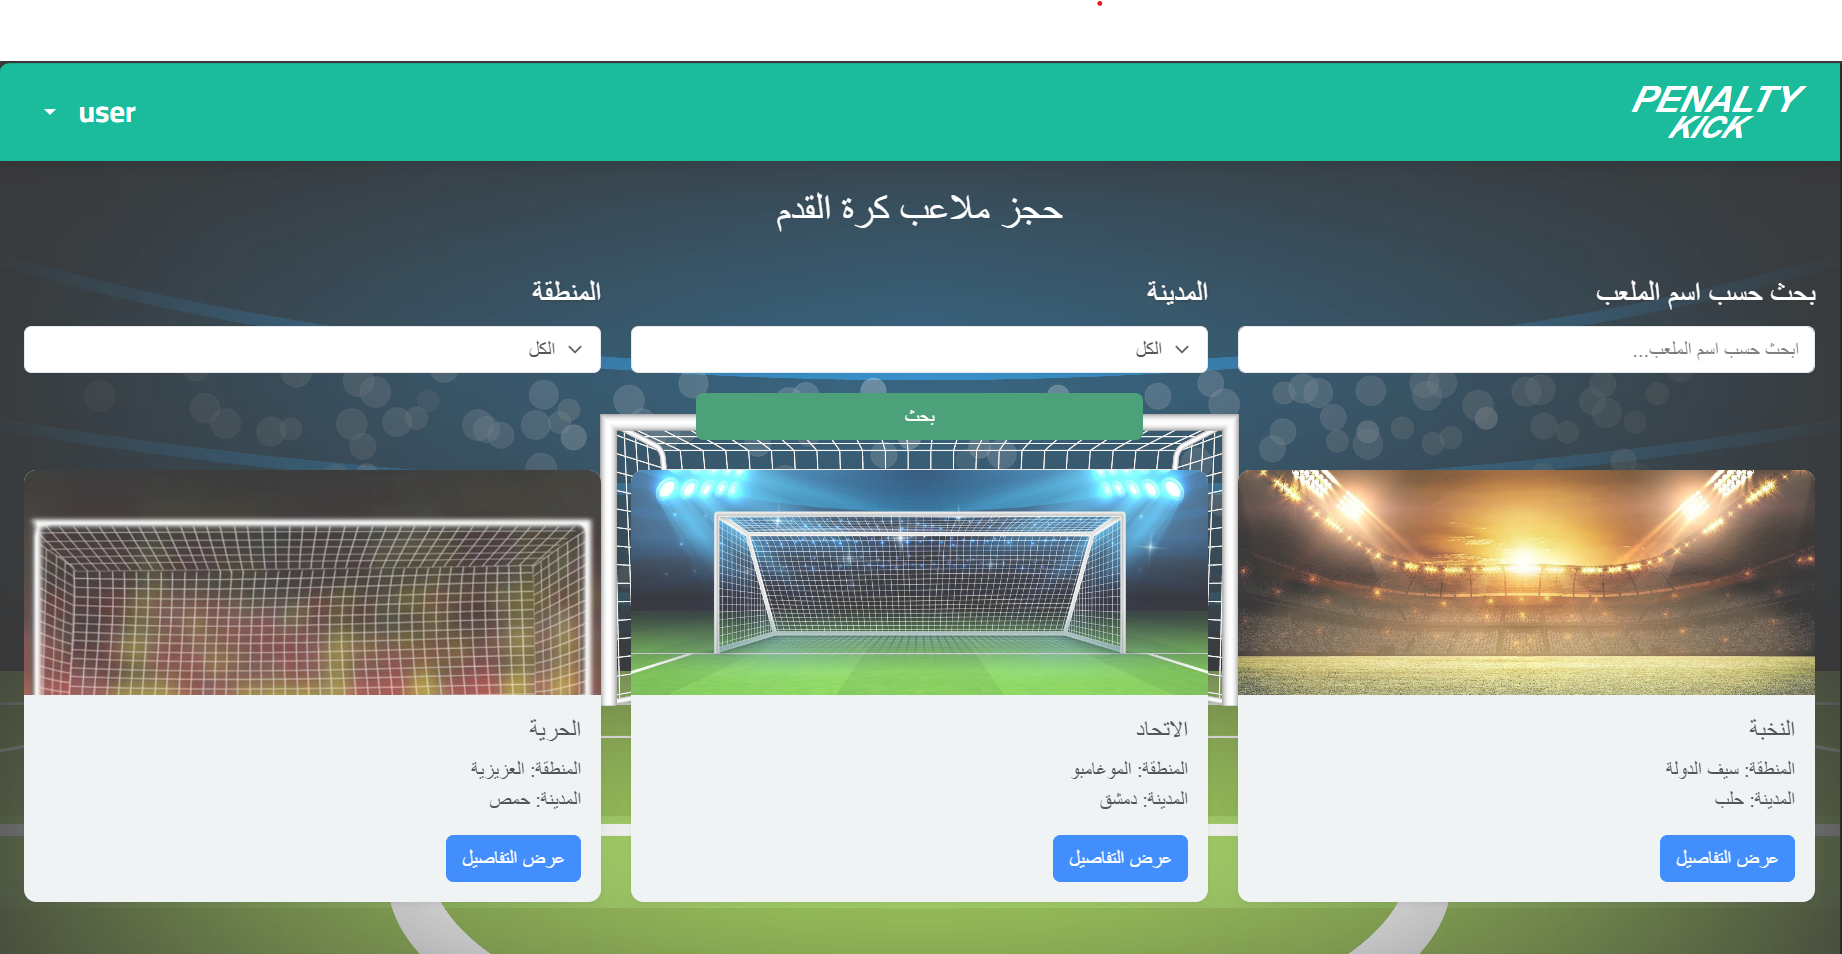 PENALTY
KICK
user
حجز ملاعب كرة القدم
بحث حسب اسم الملعب
المدينة
المنطقة
ابحث حسب اسم الملعب...
الكل
الكل
بحث
النخبة
المنطقة: سيف الدولة
المدينة: حلب
عرض التفاصيل
الاتحاد
المنطقة: الموغامبو
المدينة: دمشق
عرض التفاصيل
الحرية
المنطقة: العزيزية
المدينة: حمص
عرض التفاصيل